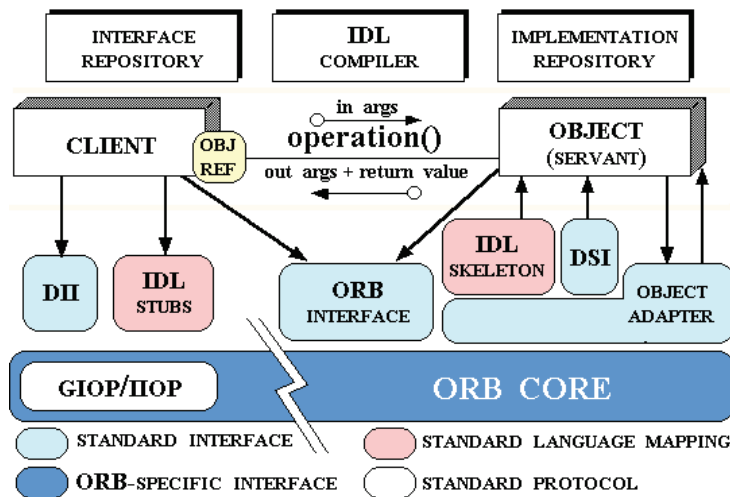 INTERFACE
REPOSITORY
IDL
COMPILER
IMPLEMENTATION
REPOSITORY
in args
CLIENT
OBJ
REF
operation()
OBJECT
(SERVANT)
out args + return value
DII
IDL
STUBS
ORB
INTERFACE
IDL
SKELETON
DSI
OBJECT
ADAPTER
GIOP/IIOP
ORB CORE
STANDARD INTERFACE
STANDARD LANGUAGE MAPPING
ORB-SPECIFIC INTERFACE
STANDARD PROTOCOL